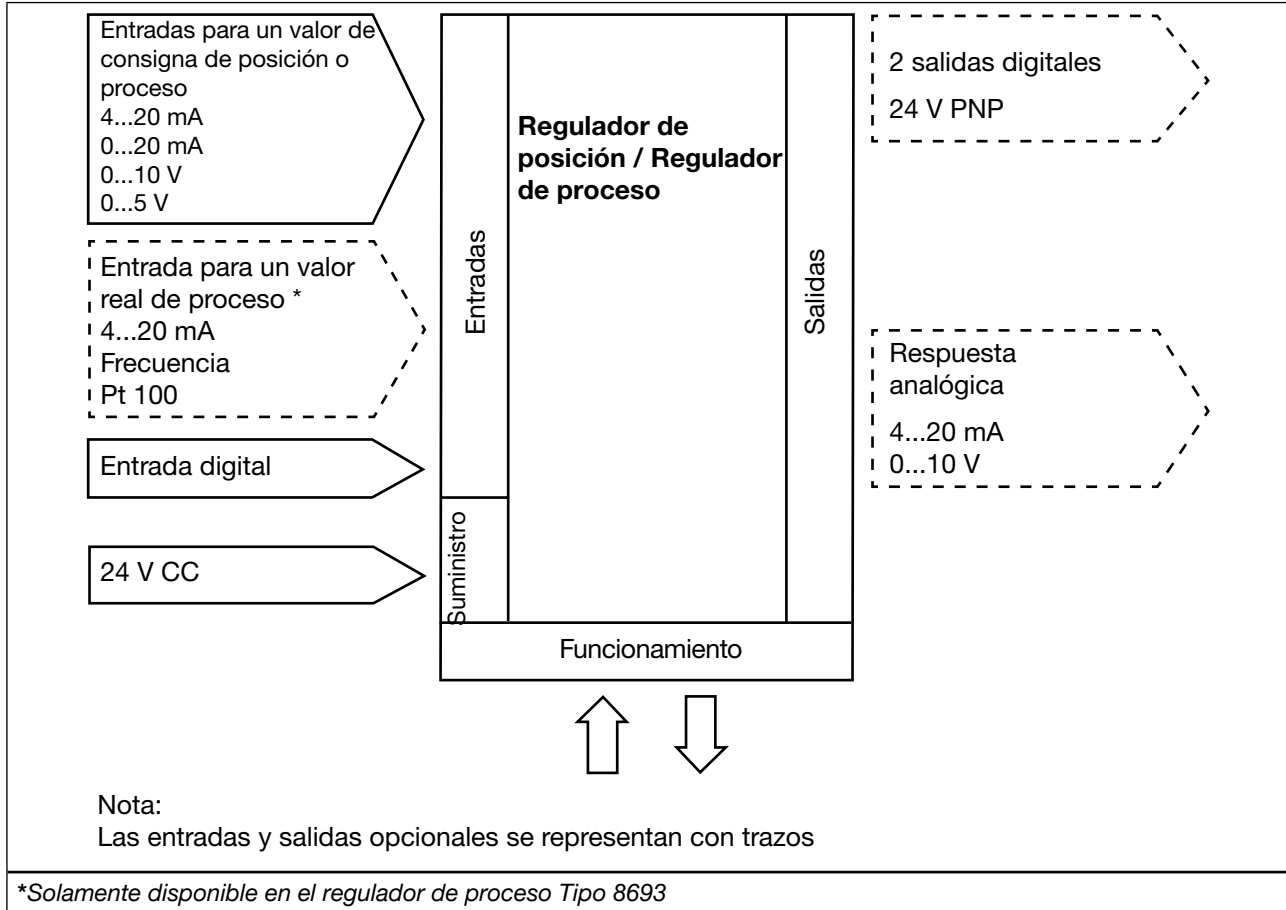 Entradas para un valor de
consigna de posición o
proceso
4...20 mA
0...20 mA
0...10 V
0...5 V
Entrada para un valor
real de proceso *
4...20 mA
Frecuencia
Pt 100
Entrada digital
24 V CC
Entradas
Suministro
Regulador de
posición / Regulador
de proceso
Salidas
Funcionamiento
2 salidas digitales
24 V PNP
Respuesta
analógica
4...20 mA
0...10 V
Nota:
Las entradas y salidas opcionales se representan con trazos
*Solamente disponible en el regulador de proceso Tipo 8693